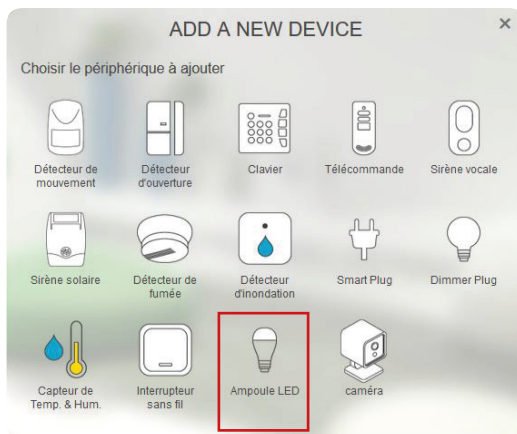 ADD A NEW DEVICE
×
Choisir le périphérique à ajouter
Détecteur de
mouvement
Détecteur
d'ouverture
Clavier
Télécommande
Sirène vocale
Sirène solaire
Détecteur de
fumée
Détecteur
d'inondation
Smart Plug
Dimmer Plug
Capteur de
Temp. & Hum.
Interrupteur
sans fil
Ampoule LED
caméra